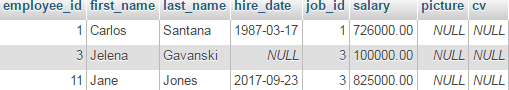 employee_id first_name last_name hire_date job_id salary picture cv
1 Carlos Santana 1987-03-17 1 726000.00 NULL NULL
3 Jelena Gavanski NULL 3 100000.00 NULL NULL
11 Jane Jones 2017-09-23 3 825000.00 NULL NULL